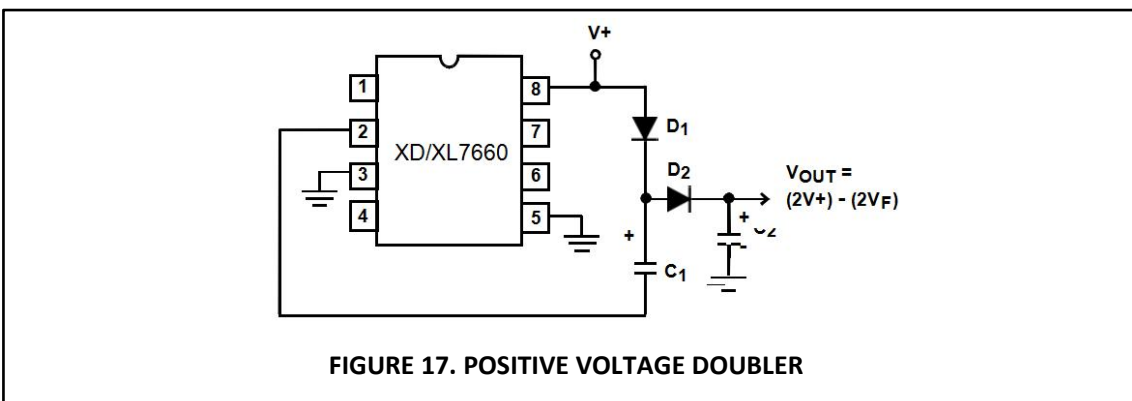 V+
1
8
D1
2
7
XD/XL7660
D2
3
6
VOUT =
(2V+) - (2VF)
4
5
+
+
-
C1
FIGURE 17. POSITIVE VOLTAGE DOUBLER